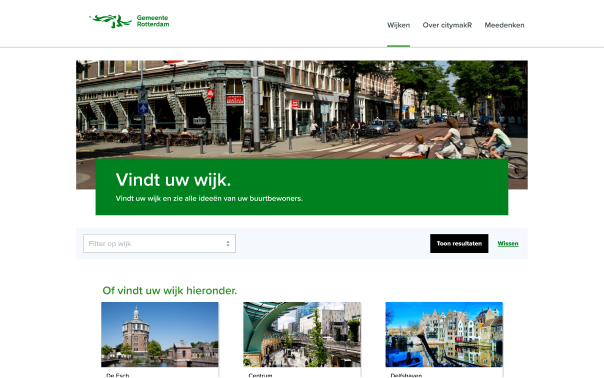 Gemeente
Rotterdam
Wijken
Over citymakR
Meedenken
Vindt uw wijk.
Vindt uw wijk en zie alle ideeën van uw buurtbewoners.
Filter op wijk
Toon resultaten
Wissen
Of vindt uw wijk hieronder.
De Esch
Centrum
Delfshaven